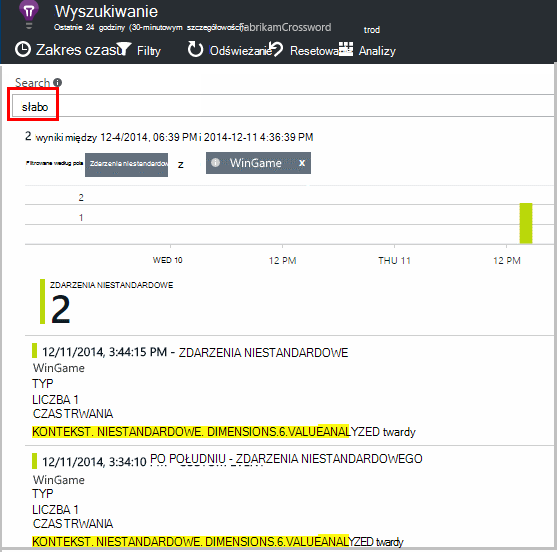 Wyszukiwanie
Ostatnie 24 godziny (30-minutowym szczegółowości FabrikamCrossword trod
Zakres czasu Filtry Odświeżanie Resetować Analizy
Search
słabo
2 wyniki między 12-4/2014, 06:39 PM i 2014-12-11 4:36:39 PM
Filtrowane według pola Zdarzenie niestandardow z WinGame x
2
1
WED 10 12 PM THU 11 12 PM
ZDARZENIA NIESTANDARDOWE
2
12/11/2014, 3:44:15 PM - ZDARZENIA NIESTANDARDOWE
WinGame
TYP
LICZBA 1
CZAS TRWANIA
KONTEKST. NIESTANDARDOWE. DIMENSIONS.6.VALUEANALYZED twardy
12/11/2014, 3:34:10 PO POŁUDNIU - ZDARZENIA NIESTANDARDOWEGO
WinGame
TYP
LICZBA 1
CZAS TRWANIA
KONTEKST. NIESTANDARDOWE. DIMENSIONS.6.VALUEANALYZED twardy